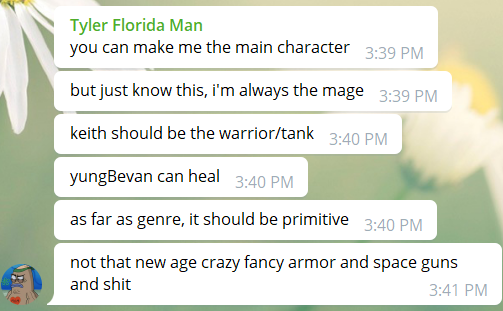 Tyler Florida Man
you can make me the main character 3:39 PM
but just know this, i'm always the mage 3:39 PM
keith should be the warrior/tank 3:40 PM
yungBevan can heal 3:40 PM
as far as genre, it should be primitive 3:40 PM
not that new age crazy fancy armor and space guns
and shit 3:41 PM